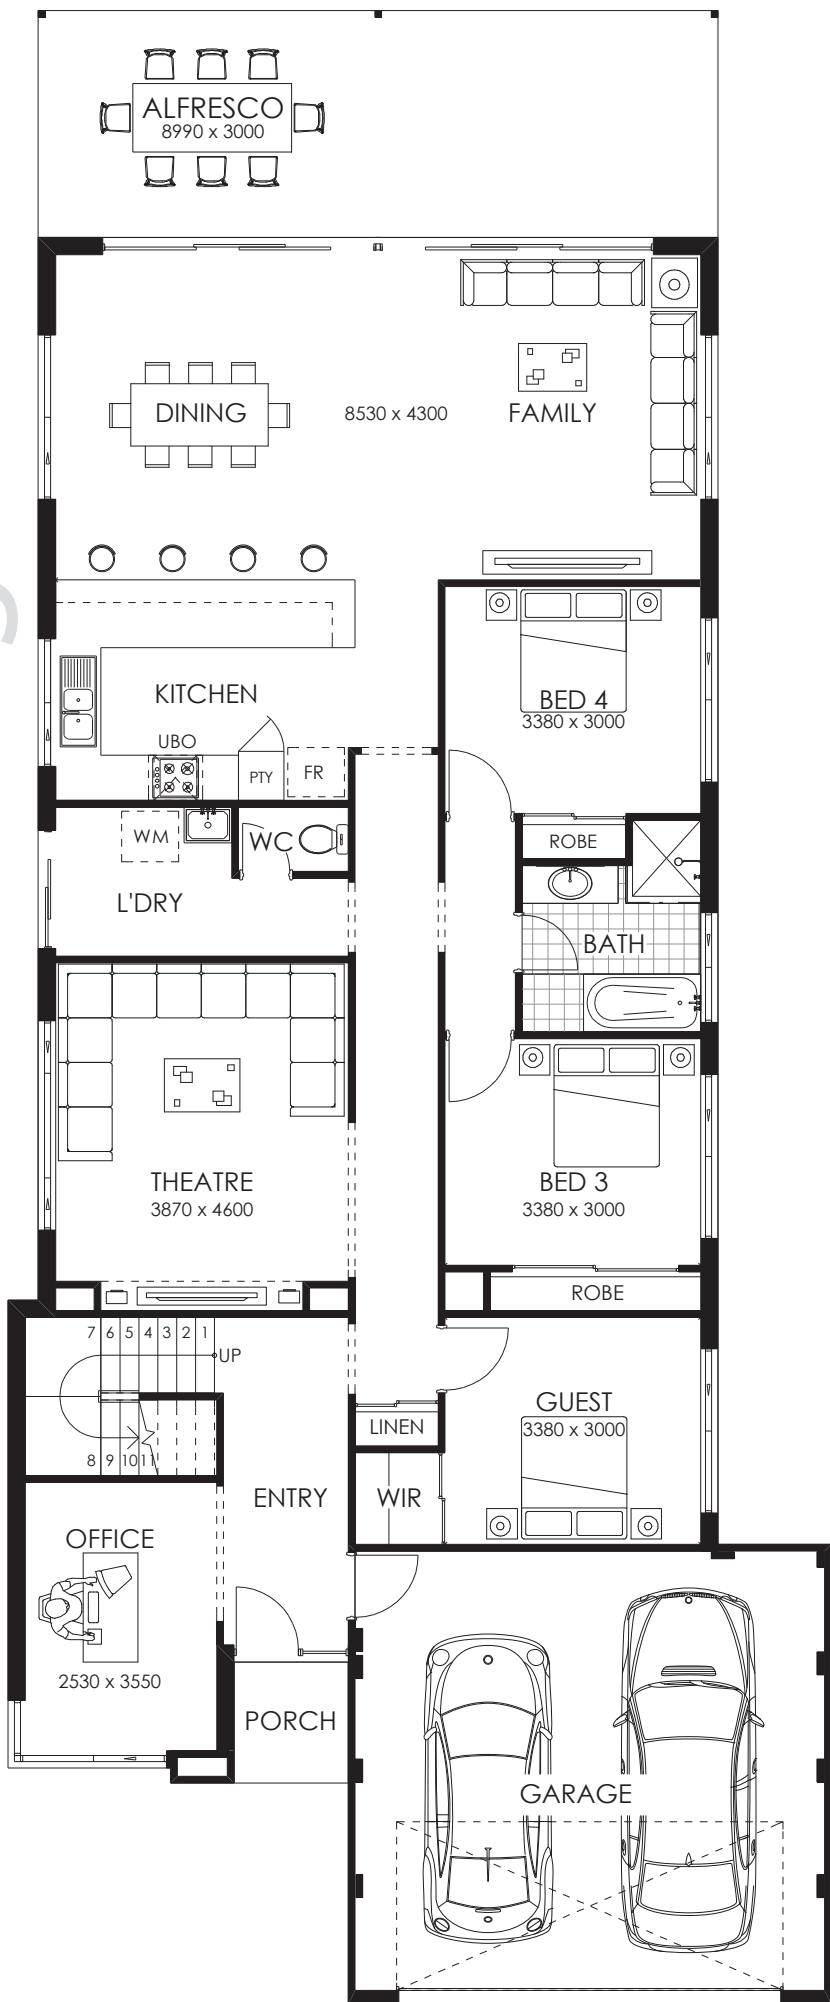 ALFRESCO
8990 x 3000
DINING
8530 x 4300
FAMILY
KITCHEN
UBO
PTY
FR
BED 4
3380 x 3000
WM
WC
ROBE
L'DRY
BATH
THEATRE
3870 x 4600
BED 3
3380 x 3000
ROBE
7 6 5 4 3 2 1
UP
8 9 10 11
LINEN
GUEST
3380 x 3000
ENTRY
WIR
OFFICE
2530 x 3550
PORCH
GARAGE